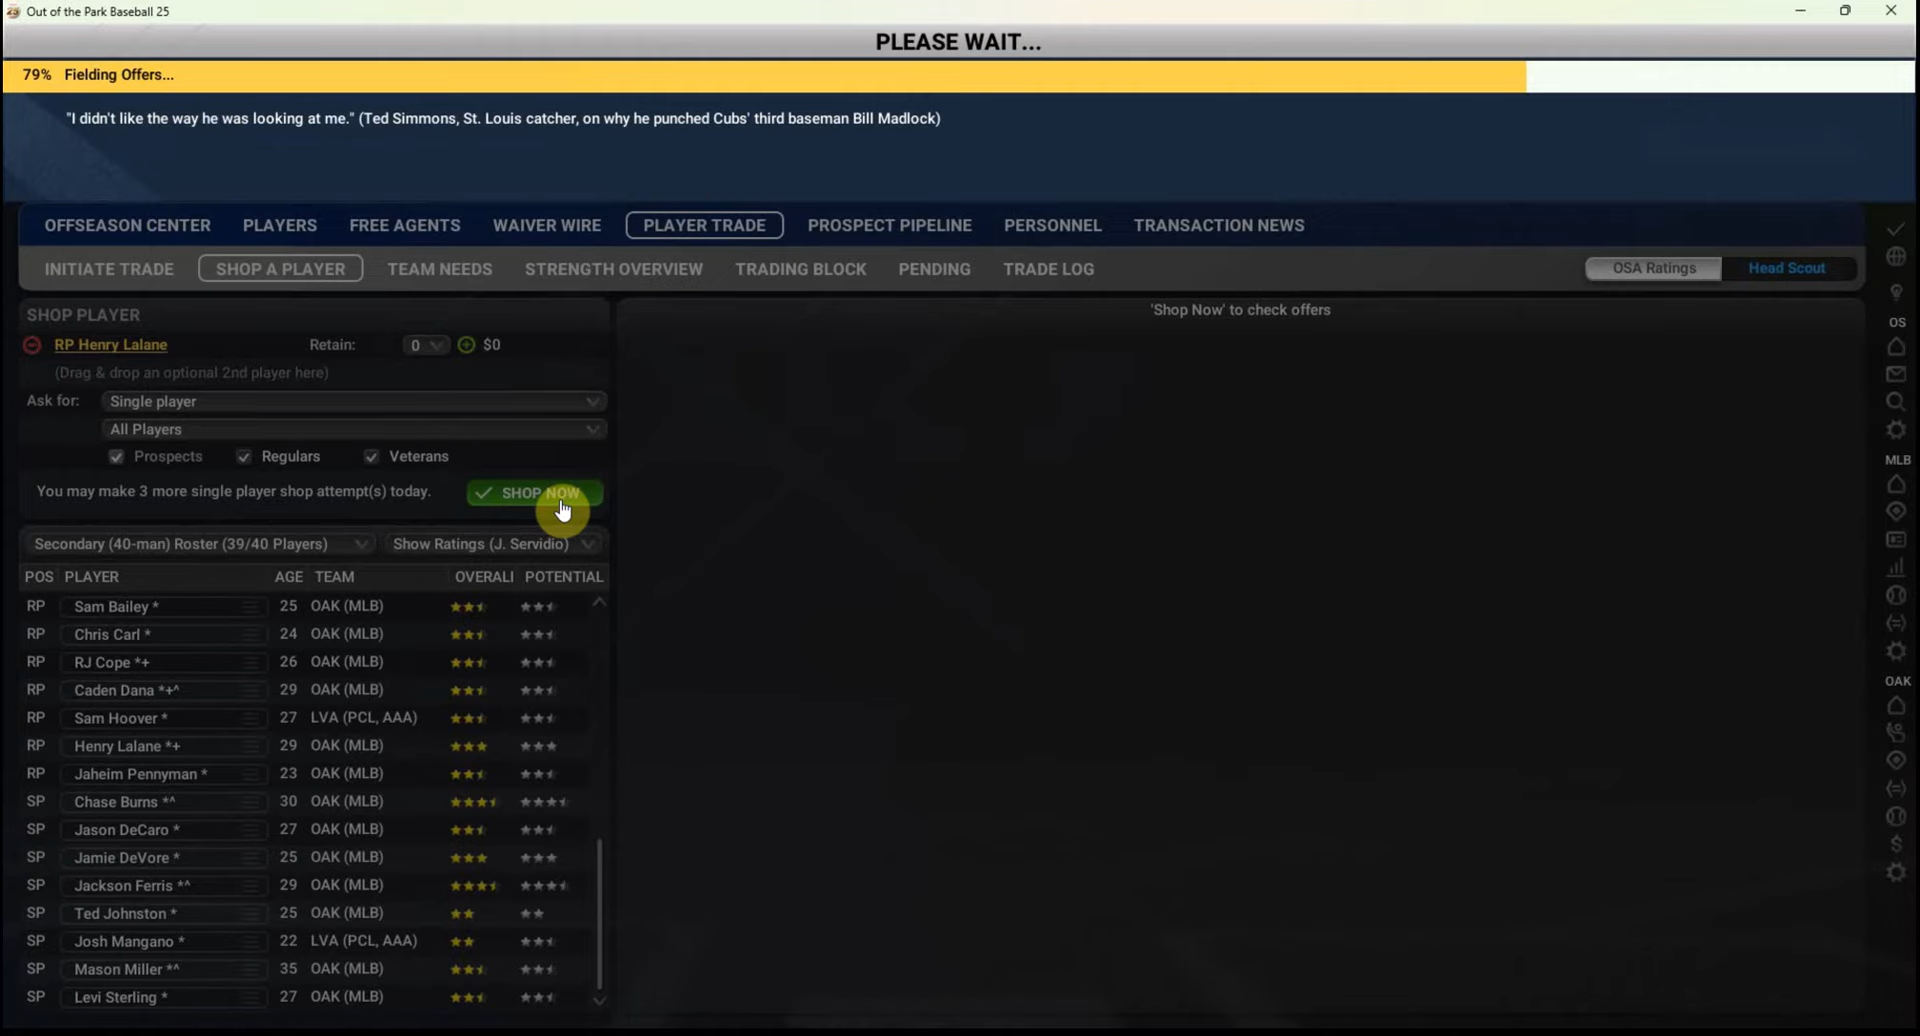 Out of the Park Baseball 25
PLEASE WAIT...
79% Fielding Offers...
"I didn't like the way he was looking at me." (Ted Simmons, St. Louis catcher, on why he punched Cubs' third baseman Bill Madlock)
OFFSEASON CENTER PLAYERS FREE AGENTS WAIVER WIRE PLAYER TRADE PROSPECT PIPELINE PERSONNEL TRANSACTION NEWS
INITIATE TRADE SHOP A PLAYER TEAM NEEDS STRENGTH OVERVIEW TRADING BLOCK PENDING TRADE LOG OSA Ratings Head Scout
SHOP PLAYER
'Shop Now' to check offers
RP Henry Lalane Retain: 0 $0
(Drag & drop an optional 2nd player here)
Ask for: Single player
All Players
Prospects Regulars Veterans
You may make 3 more single player shop attempt(s) today. SHOP NOW
Secondary (40-man) Roster (39/40 Players) Show Ratings (J. Servidio)
POS PLAYER AGE TEAM OVERALL POTENTIAL
RP Sam Bailey * 25 OAK (MLB)
RP Chris Carl * 24 OAK (MLB)
RP RJ Cope *+ 26 OAK (MLB)
RP Caden Dana *+^ 29 OAK (MLB)
RP Sam Hoover * 27 LVA (PCL, AAA)
RP Henry Lalane *+ 29 OAK (MLB)
RP Jaheim Pennyman * 23 OAK (MLB)
SP Chase Burns *^ 30 OAK (MLB)
SP Jason DeCaro * 27 OAK (MLB)
SP Jamie DeVore * 25 OAK (MLB)
SP Jackson Ferris *^ 29 OAK (MLB)
SP Ted Johnston * 25 OAK (MLB)
SP Josh Mangano * 22 LVA (PCL, AAA)
SP Mason Miller *^ 35 OAK (MLB)
SP Levi Sterling * 27 OAK (MLB)
OS
MLB
OAK